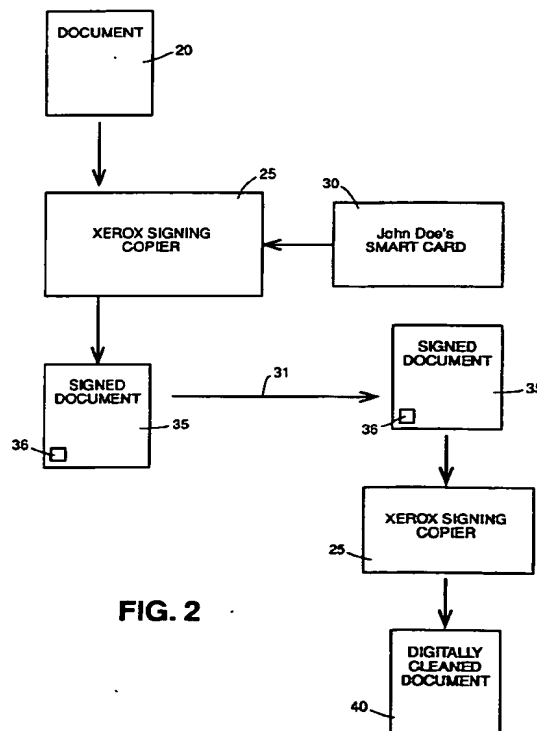 DOCUMENT
20
25
XEROX SIGNING
COPIER
30
John Doe's
SMART CARD
SIGNED
DOCUMENT
35
36
31
SIGNED
DOCUMENT
35
36
XEROX SIGNING
COPIER
25
FIG. 2
DIGITALLY
CLEANED
DOCUMENT
40